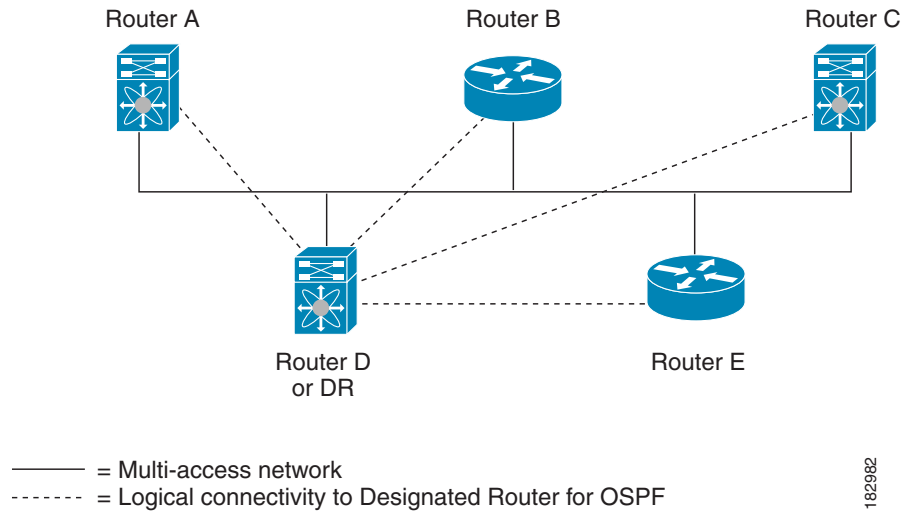 Router A
Router B
Router C
Router D
or DR
Router E
= Multi-access network
= Logical connectivity to Designated Router for OSPF
182982